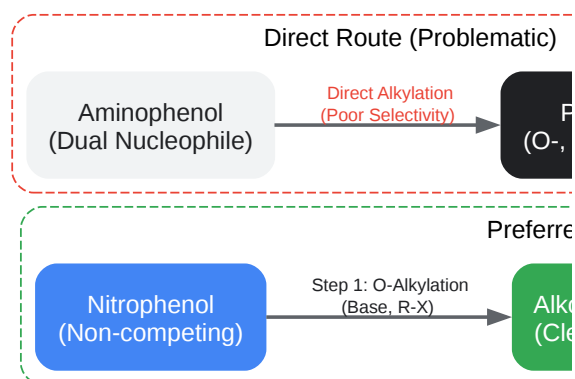 Direct Route (Problematic)
Aminophenol
(Dual Nucleophile)
Direct Alkylation
(Poor Selectivity)
P
(O-,
Preferre
Nitrophenol
(Non-competing)
Step 1: O-Alkylation
(Base, R-X)
Alko
(Cle